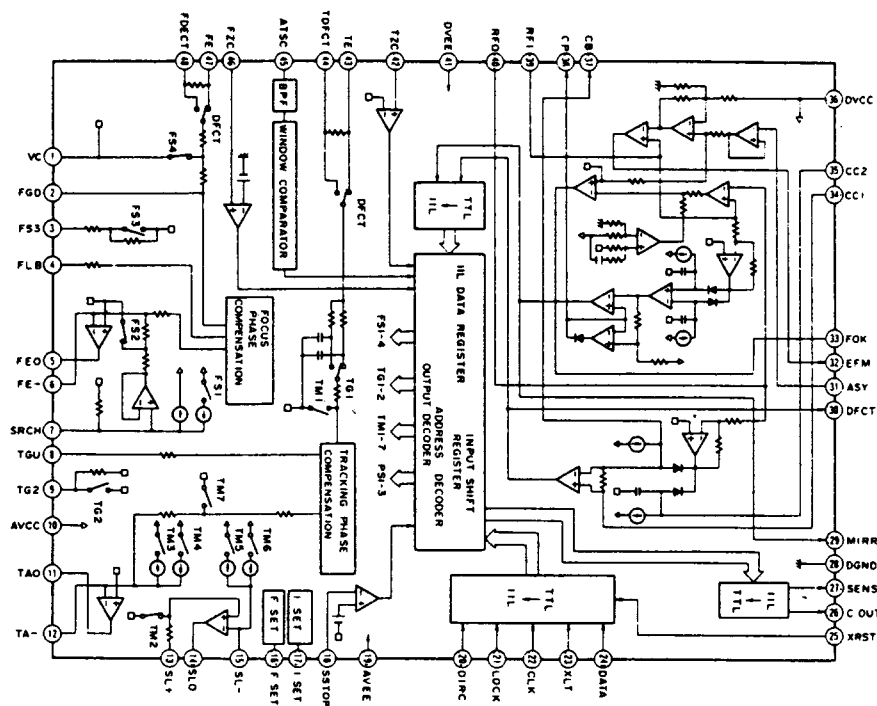 FDECT
FE
FZC
ATSC
TDFCT
TE
TZC
DVEE
RFO
RFI
CP
CB
48
47
46
45
44
43
42
41
40
39
38
37
VC
1
FGD
2
FS3
3
FLB
4
FEO
5
FE-
6
SRCH
7
TGU
8
TG2
9
AVCC
10
TAO
11
TA-
12
36
DVCC
35
CC2
34
CC1
33
FOK
32
EFM
31
ASY
30
DFCT
29
MIRR
28
DGND
27
SENS
26
C OUT
25
XRST
13
14
15
16
17
18
19
20
21
22
23
24
SL+
SLO
SL-
F SET
I SET
SSTOP
AVEE
DIRC
LOCK
CLK
XLT
DATA
DFCT
FS4
BPF
WINDOW COMPARATOR
DFCT
FS3
FOCUS
PHASE
COMPENSATION
FS2
FS1
TM1
TG1
TRACKING PHASE
COMPENSATION
TG2
TM7
TM3
TM4
TM5
TM6
TM2
F SET
I SET
TTL
IIL
IIL DATA REGISTER
INPUT SHIFT
REGISTER
ADDRESS DECODER
OUTPUT DECODER
FS1-4
TG1-2
TM1-7
PS1-3
TTL
IIL
IIL
TTL